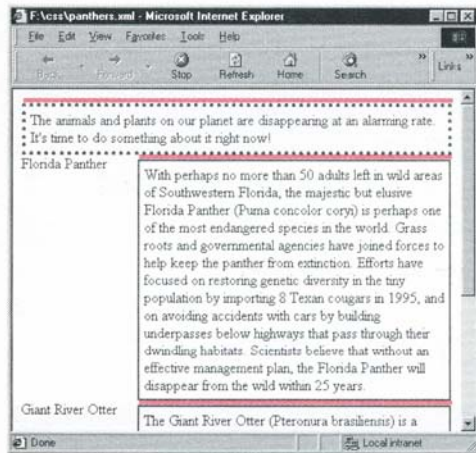 F:\css\panthers.xml - Microsoft Internet Explorer
File Edit View Favorites Tools Help
Back Forward Stop Refresh Home Search » Links »
The animals and plants on our planet are disappearing at an alarming rate.
It's time to do something about it right now!
Florida Panther
With perhaps no more than 50 adults left in wild areas
of Southwestern Florida, the majestic but elusive
Florida Panther (Puma concolor coryi) is perhaps one
of the most endangered species in the world. Grass
roots and governmental agencies have joined forces to
help keep the panther from extinction. Efforts have
focused on restoring genetic diversity in the tiny
population by importing 8 Texan cougars in 1995, and
on avoiding accidents with cars by building
underpasses below highways that pass through their
dwindling habitats. Scientists believe that without an
effective management plan, the Florida Panther will
disappear from the wild within 25 years.
Giant River Otter
The Giant River Otter (Pteronura brasiliensis) is a
Done Local intranet